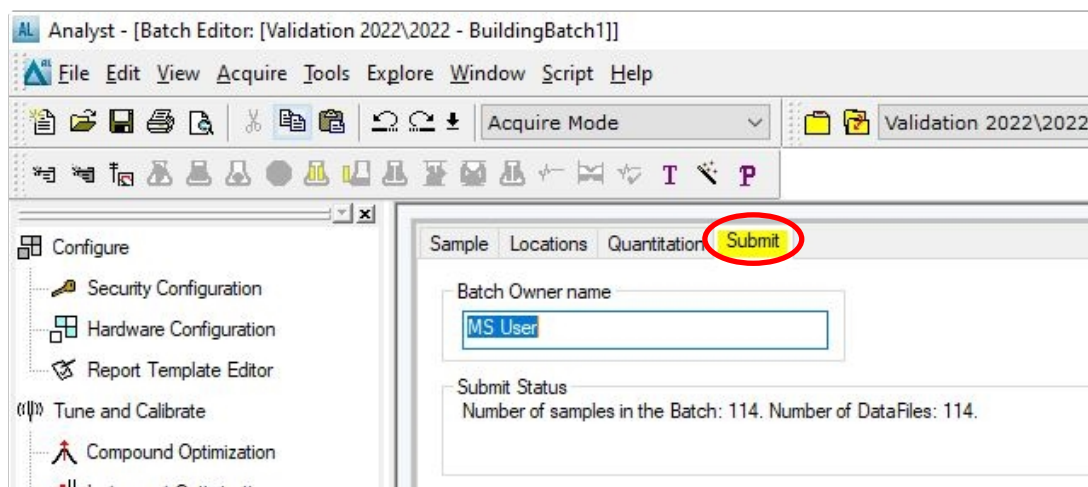 AL Analyst - [Batch Editor: [Validation 2022\2022 - BuildingBatch1]]
File Edit View Acquire Tools Explore Window Script Help
Acquire Mode Validation 2022\2022
T P
Configure
Security Configuration
Hardware Configuration
Report Template Editor
Tune and Calibrate
Compound Optimization
Sample Locations Quantitation Submit
Batch Owner name
MS User
Submit Status
Number of samples in the Batch: 114. Number of DataFiles: 114.